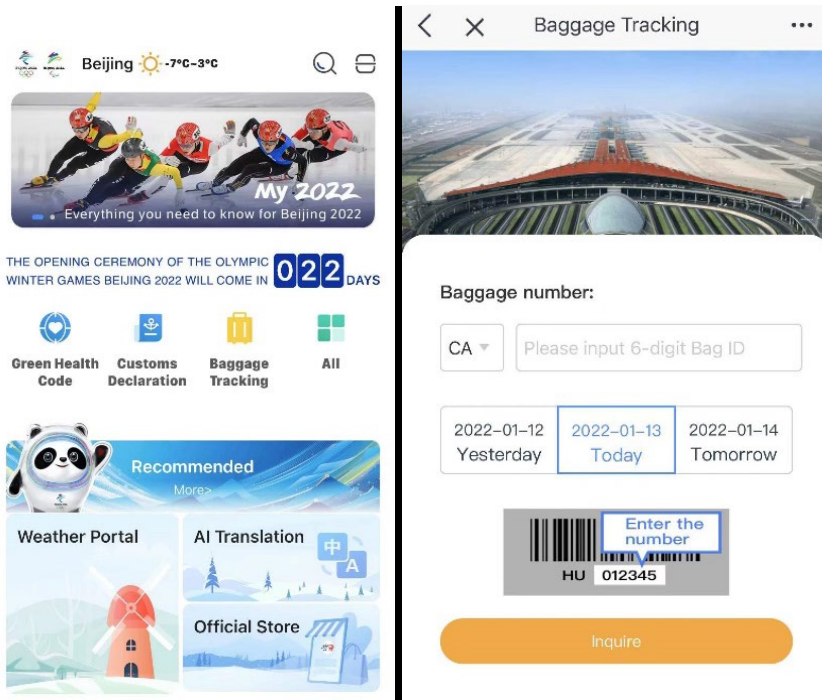 Beijing -7°C~3°C
My 2022
Everything you need to know for Beijing 2022
THE OPENING CEREMONY OF THE OLYMPIC
WINTER GAMES BEIJING 2022 WILL COME IN 022 DAYS
Green Health
Code
Customs
Declaration
Baggage
Tracking
All
Recommended
More>
Weather Portal
AI Translation
中
A
Official Store
Baggage Tracking
Baggage number:
CA
Please input 6-digit Bag ID
2022-01-12
Yesterday
2022-01-13
Today
2022-01-14
Tomorrow
Enter the
number
HU 012345
Inquire